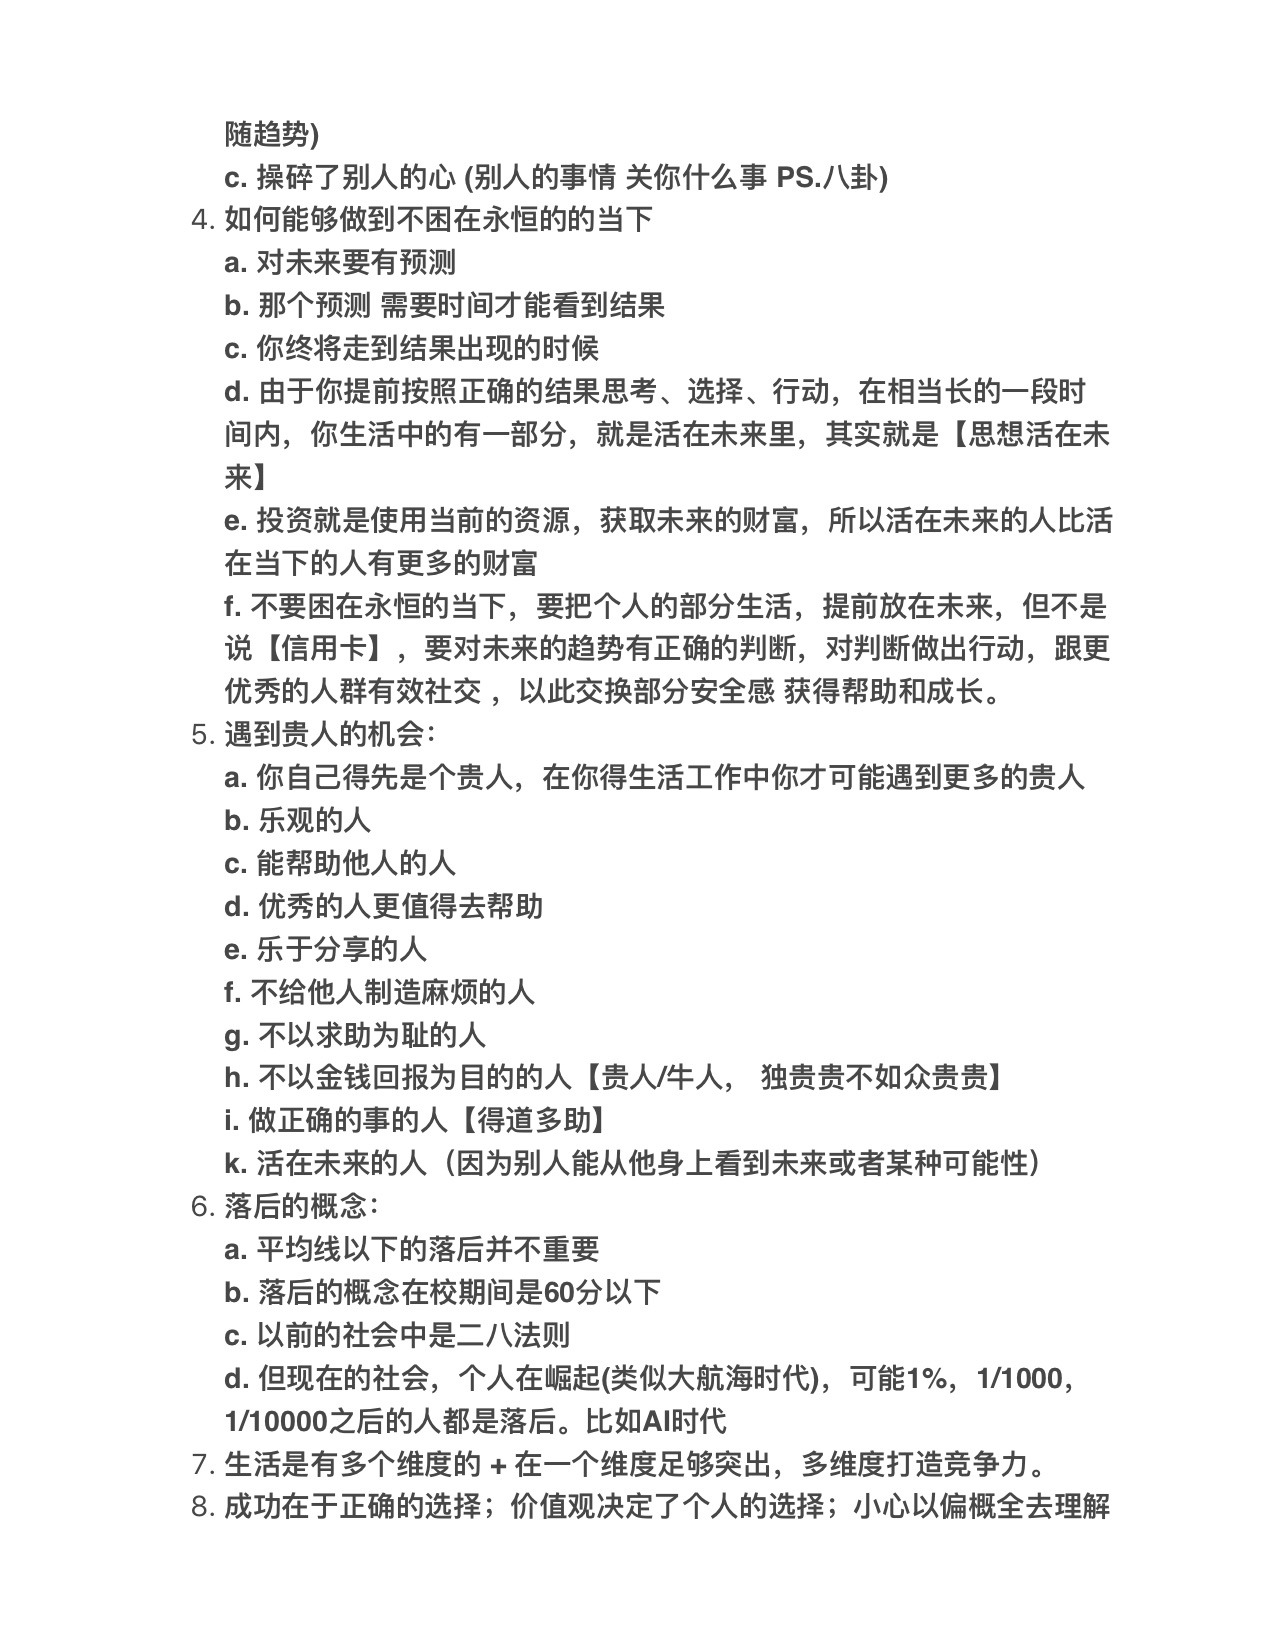 随趋势)
c. 操碎了别人的心 (别人的事情 关你什么事 PS.八卦)
4. 如何能够做到不困在永恒的的当下
a. 对未来要有预测
b. 那个预测 需要时间才能看到结果
c. 你终将走到结果出现的时候
d. 由于你提前按照正确的结果思考、选择、行动，在相当长的一段时
间内，你生活中的有一部分，就是活在未来里，其实就是【思想活在未
来】
e. 投资就是使用当前的资源，获取未来的财富，所以活在未来的人比活
在当下的人有更多的财富
f. 不要困在永恒的当下，要把个人的部分生活，提前放在未来，但不是
说【信用卡】，要对未来的趋势有正确的判断，对判断做出行动，跟更
优秀的人群有效社交 ，以此交换部分安全感 获得帮助和成长。
5. 遇到贵人的机会：
a. 你自己得先是个贵人，在你得生活工作中你才可能遇到更多的贵人
b. 乐观的人
c. 能帮助他人的人
d. 优秀的人更值得去帮助
e. 乐于分享的人
f. 不给他人制造麻烦的人
g. 不以求助为耻的人
h. 不以金钱回报为目的的人【贵人/牛人， 独贵贵不如众贵贵】
i. 做正确的事的人【得道多助】
k. 活在未来的人（因为别人能从他身上看到未来或者某种可能性）
6. 落后的概念：
a. 平均线以下的落后并不重要
b. 落后的概念在校期间是60分以下
c. 以前的社会中是二八法则
d. 但现在的社会，个人在崛起(类似大航海时代)，可能1%，1/1000，
1/10000之后的人都是落后。比如AI时代
7. 生活是有多个维度的 + 在一个维度足够突出，多维度打造竞争力。
8. 成功在于正确的选择；价值观决定了个人的选择；小心以偏概全去理解